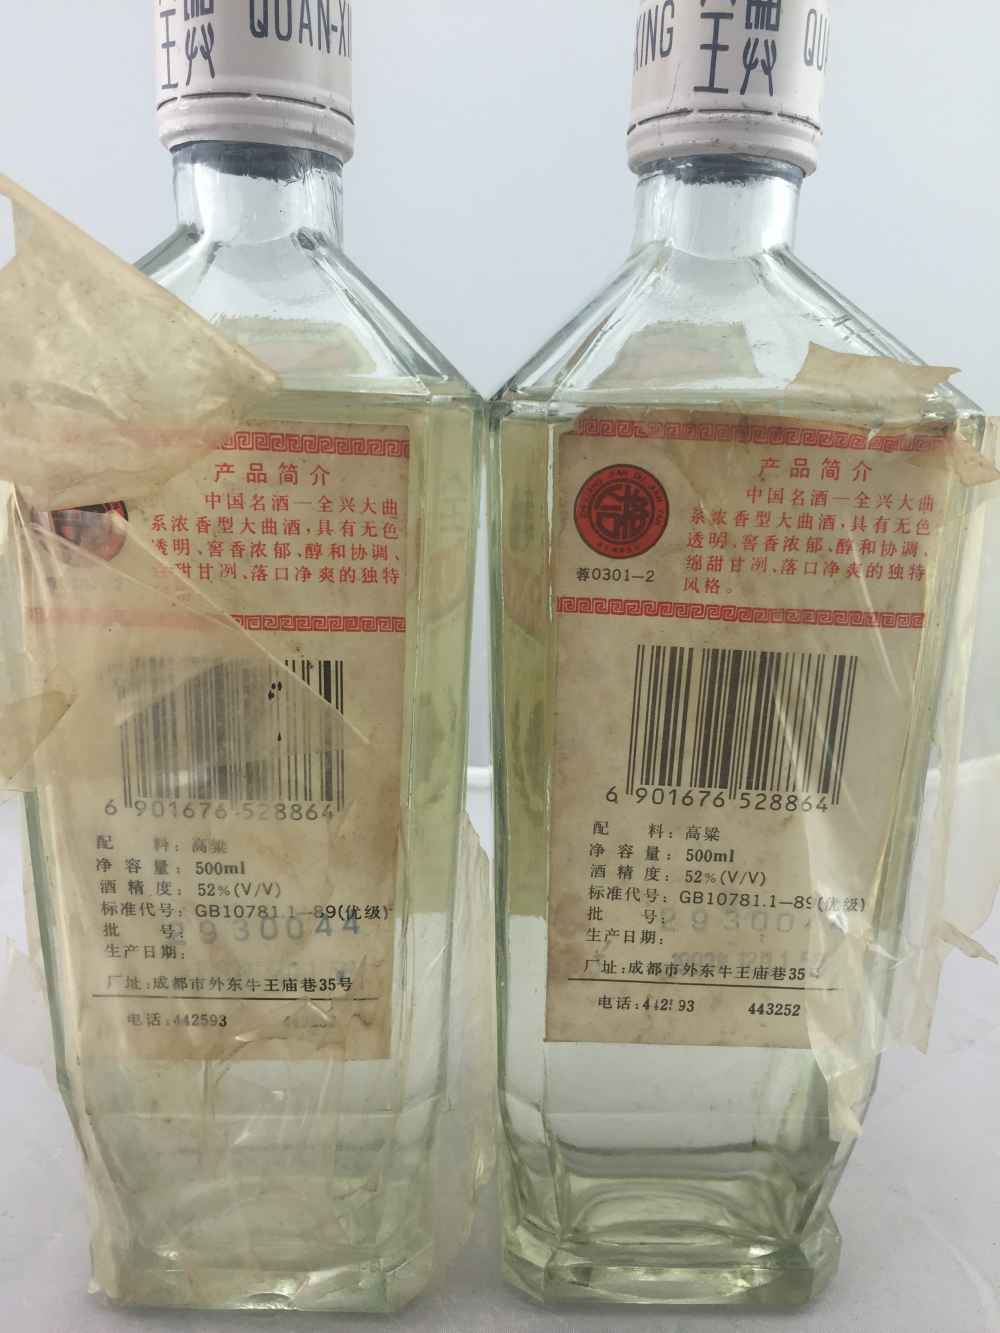 QUAN-XI
王
产品简介
中国名酒—全兴大曲
系浓香型大曲酒，具有无色
透明、窖香浓郁、醇和协调、
甜甘冽、落口净爽的独特
6 901676 528864
配 料：高粱
净容量：500ml
酒精度：52%(V/V)
标准代号：GB10781.1—89(优级)
批 号：930044
生产日期：
厂址：成都市外东牛王庙巷35号
电话：442593
XING
王
QU
产品简介
中国名酒—全兴大曲
系浓香型大曲酒，具有无色
透明、窖香浓郁、醇和协调、
绵甜甘冽、落口净爽的独特
风格。
蓉0301—2
6 901676 528864
配 料：高粱
净容量：500ml
酒精度：52%(V/V)
标准代号：GB10781.1—89(优级)
批 号：293004
生产日期：
厂址：成都市外东牛王庙巷35号
电话：442593 443252